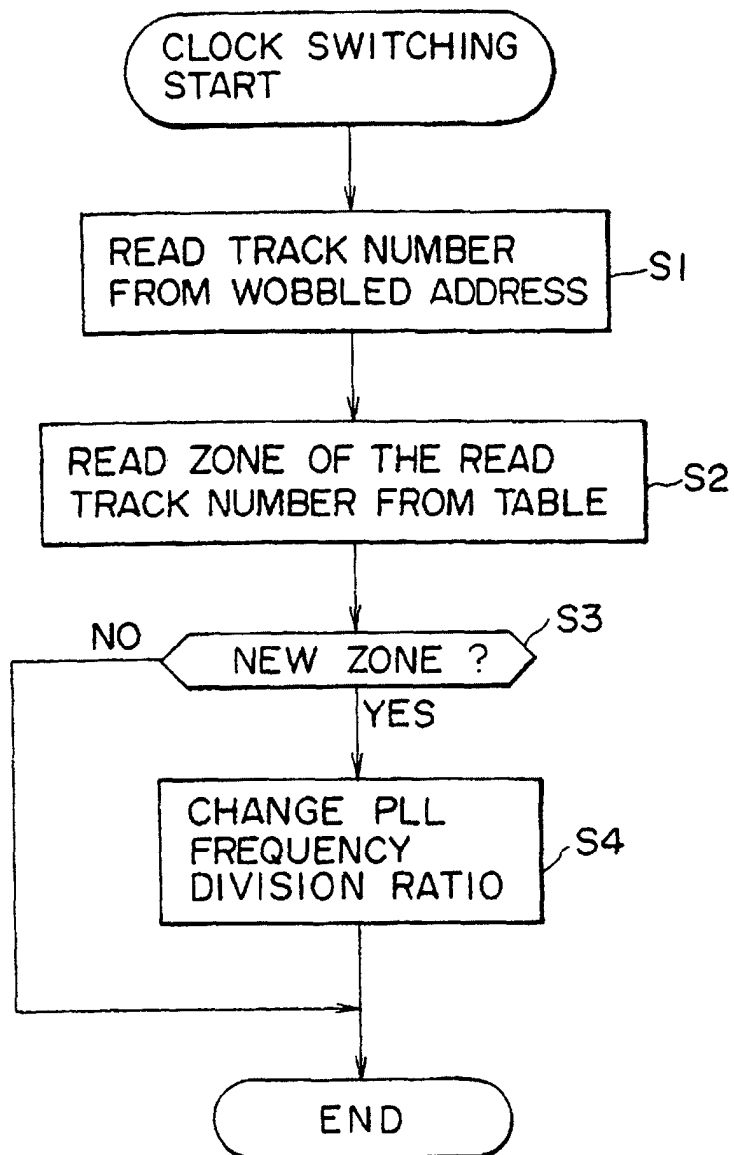 CLOCK SWITCHING
START
READ TRACK NUMBER
FROM WOBBLED ADDRESS
S1
READ ZONE OF THE READ
TRACK NUMBER FROM TABLE
S2
S3
NO
NEW ZONE ?
YES
CHANGE PLL
FREQUENCY
DIVISION RATIO
S4
END